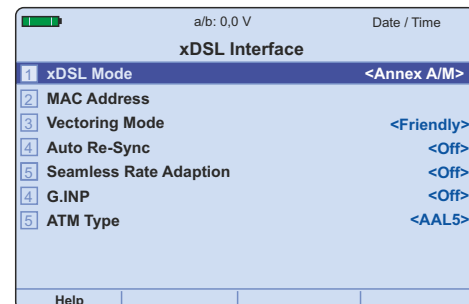 a/b: 0,0 V Date / Time
xDSL Interface
1 xDSL Mode <Annex A/M>
2 MAC Address
3 Vectoring Mode <Friendly>
4 Auto Re-Sync <Off>
5 Seamless Rate Adaption <Off>
4 G.INP <Off>
5 ATM Type <AAL5>
Help